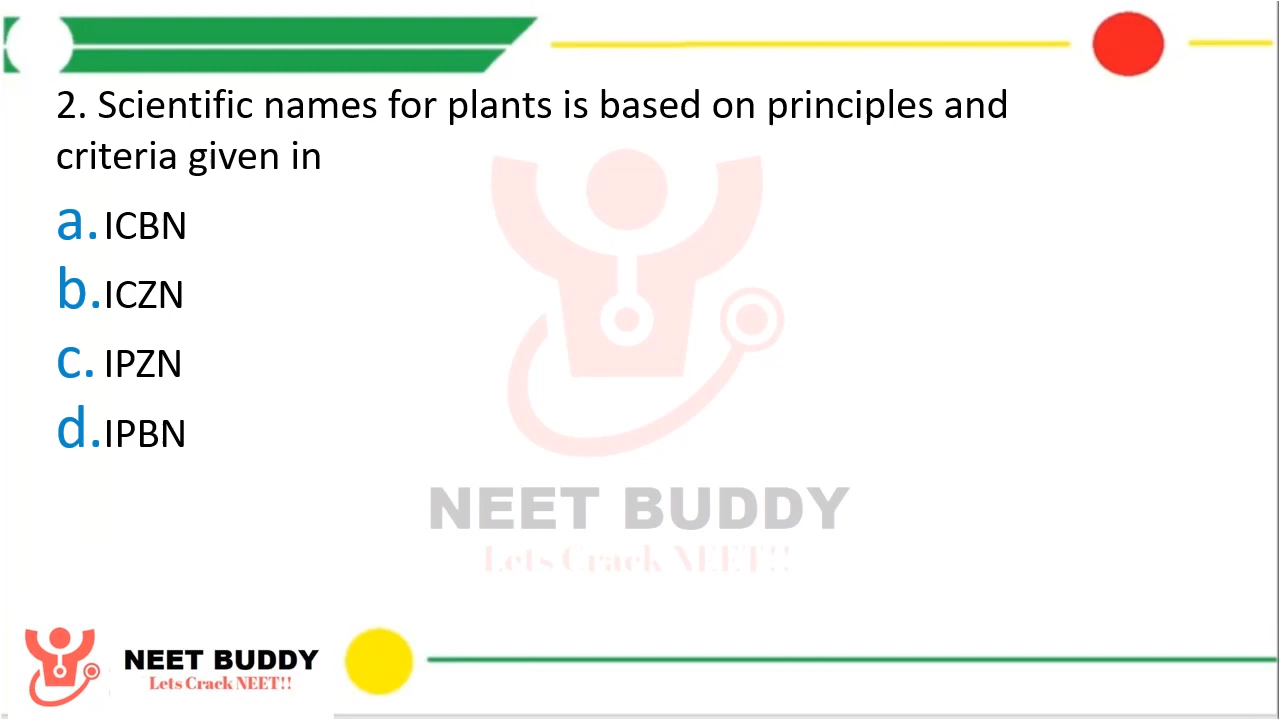 2. Scientific names for plants is based on principles and
criteria given in
a. ICBN
b. ICZN
c. IPZN
d. IPBN
NEET BUDDY
Lets Crack NEET!!
NEET BUDDY
Lets Crack NEET!!